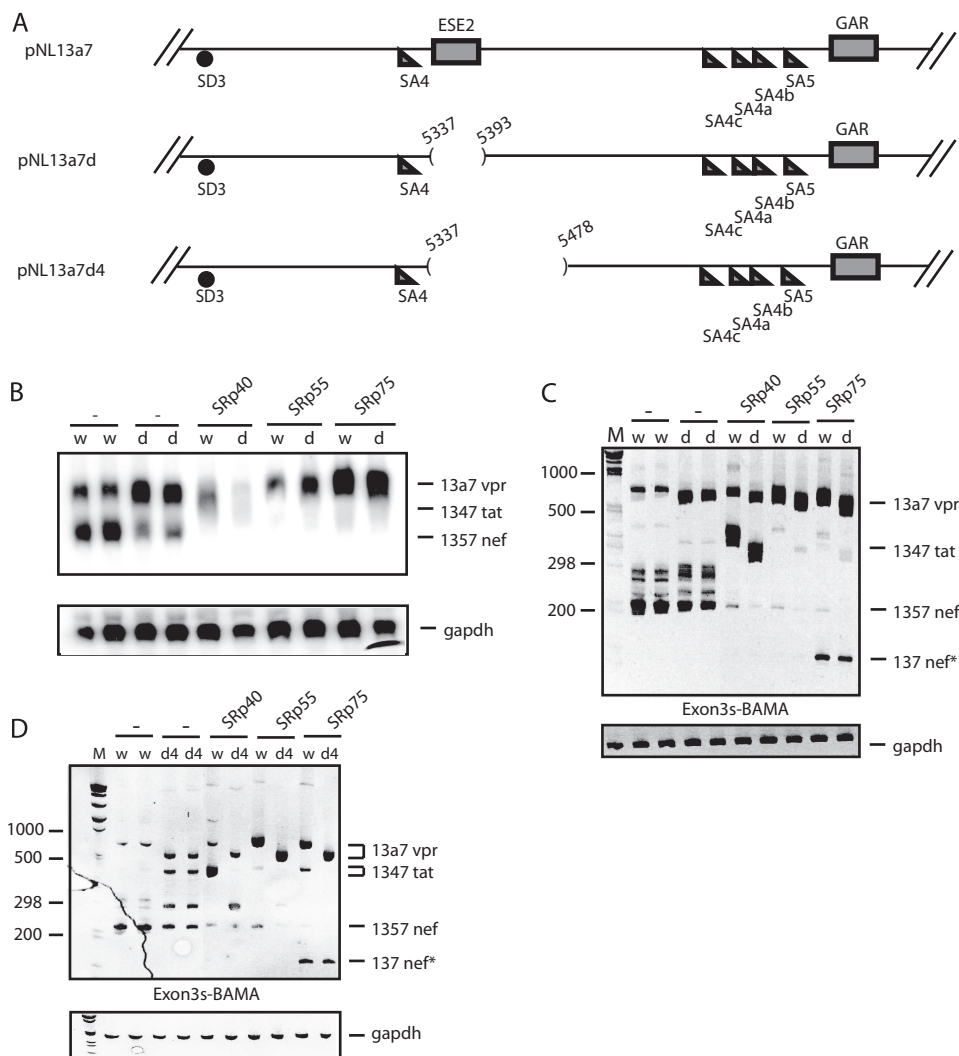 A
pNL13a7
ESE2
GAR
SD3
SA4
SA5
SA4b
SA4a
SA4c
pNL13a7d
5337
5393
GAR
SD3
SA4
SA5
SA4b
SA4a
SA4c
pNL13a7d4
5337
5478
GAR
SD3
SA4
SA5
SA4b
SA4a
SA4c
B
- - SRp40 SRp55 SRp75
w w d d w d w d w d
13a7 vpr
1347 tat
1357 nef
gapdh
C
- - SRp40 SRp55 SRp75
M w w d d w d w d w d
1000
500
298
200
13a7 vpr
1347 tat
1357 nef
137 nef*
Exon3s-BAMA
gapdh
D
- - SRp40 SRp55 SRp75
M w w d4 d4 w d4 w d4 w d4
1000
500
298
200
13a7 vpr
1347 tat
1357 nef
137 nef*
Exon3s-BAMA
gapdh